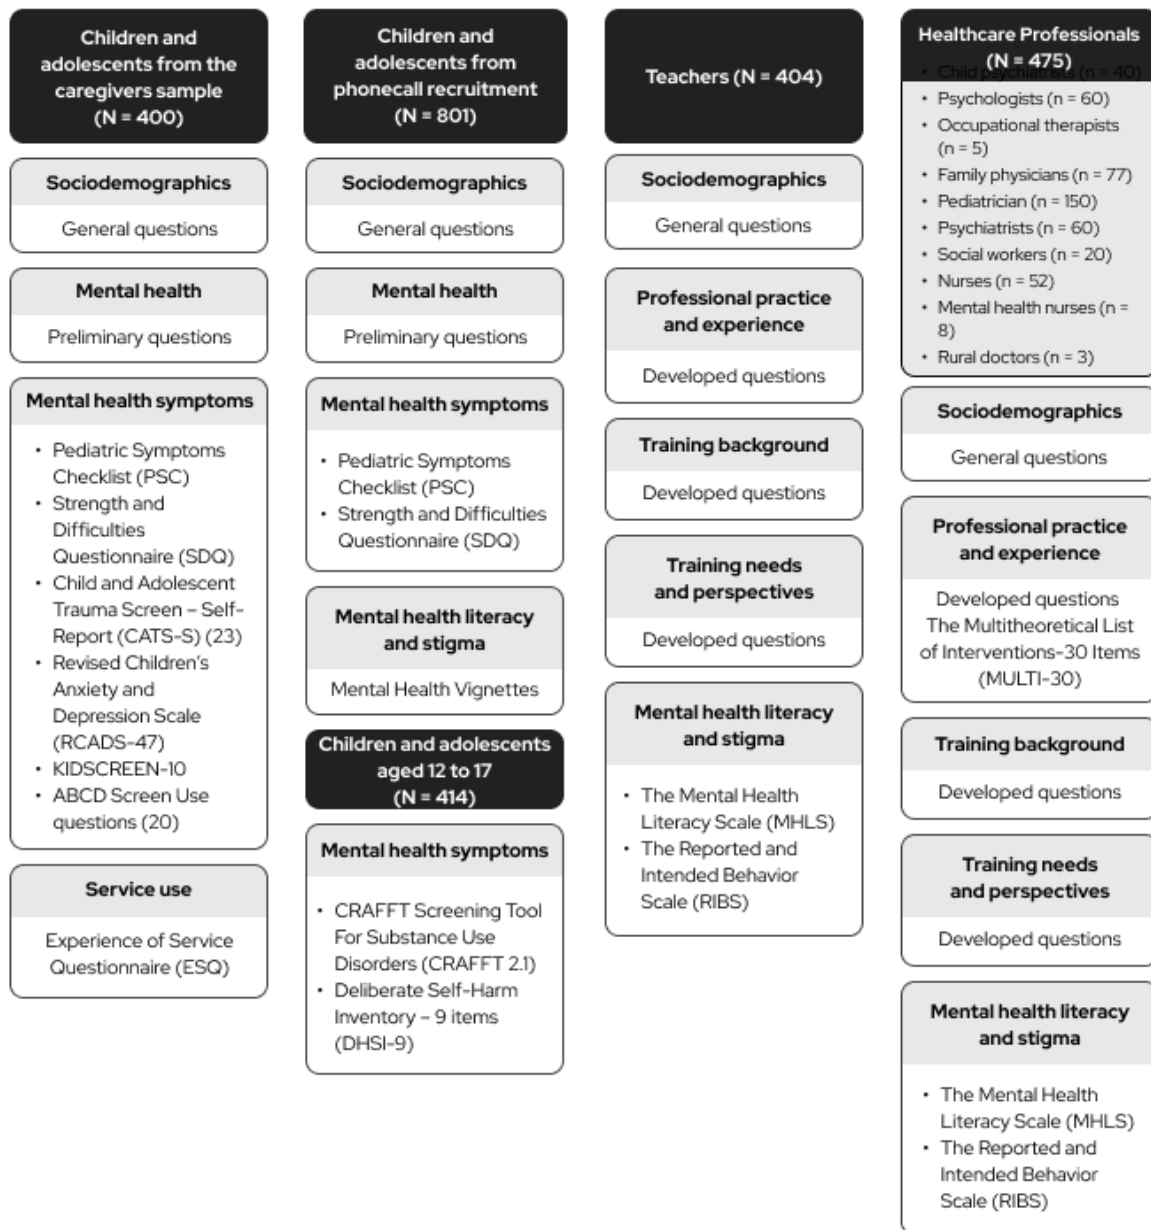 Children and
adolescents from the
caregivers sample
(N = 400)
Sociodemographics
General questions
Mental health
Preliminary questions
Mental health symptoms
• Pediatric Symptoms
Checklist (PSC)
• Strength and
Difficulties
Questionnaire (SDQ)
• Child and Adolescent
Trauma Screen – Self-
Report (CATS-S) (23)
• Revised Children's
Anxiety and
Depression Scale
(RCADS-47)
• KIDSCREEN-10
• ABCD Screen Use
questions (20)
Service use
Experience of Service
Questionnaire (ESQ)
Children and
adolescents from
phonecall recruitment
(N = 801)
Sociodemographics
General questions
Mental health
Preliminary questions
Mental health symptoms
• Pediatric Symptoms
Checklist (PSC)
• Strength and Difficulties
Questionnaire (SDQ)
Mental health literacy
and stigma
Mental Health Vignettes
Children and adolescents
aged 12 to 17
(N = 414)
Mental health symptoms
• CRAFFT Screening Tool
For Substance Use
Disorders (CRAFFT 2.1)
• Deliberate Self-Harm
Inventory – 9 items
(DHSI-9)
Teachers (N = 404)
Sociodemographics
General questions
Professional practice
and experience
Developed questions
Training background
Developed questions
Training needs
and perspectives
Developed questions
Mental health literacy
and stigma
• The Mental Health
Literacy Scale (MHLS)
• The Reported and
Intended Behavior
Scale (RIBS)
Healthcare Professionals
(N = 475)
• Child psychiatrists (n = 40)
• Psychologists (n = 60)
• Occupational therapists
(n = 5)
• Family physicians (n = 77)
• Pediatrician (n = 150)
• Psychiatrists (n = 60)
• Social workers (n = 20)
• Nurses (n = 52)
• Mental health nurses (n =
8)
• Rural doctors (n = 3)
Sociodemographics
General questions
Professional practice
and experience
Developed questions
The Multitheoretical List
of Interventions-30 Items
(MULTI-30)
Training background
Developed questions
Training needs
and perspectives
Developed questions
Mental health literacy
and stigma
• The Mental Health
Literacy Scale (MHLS)
• The Reported and
Intended Behavior
Scale (RIBS)